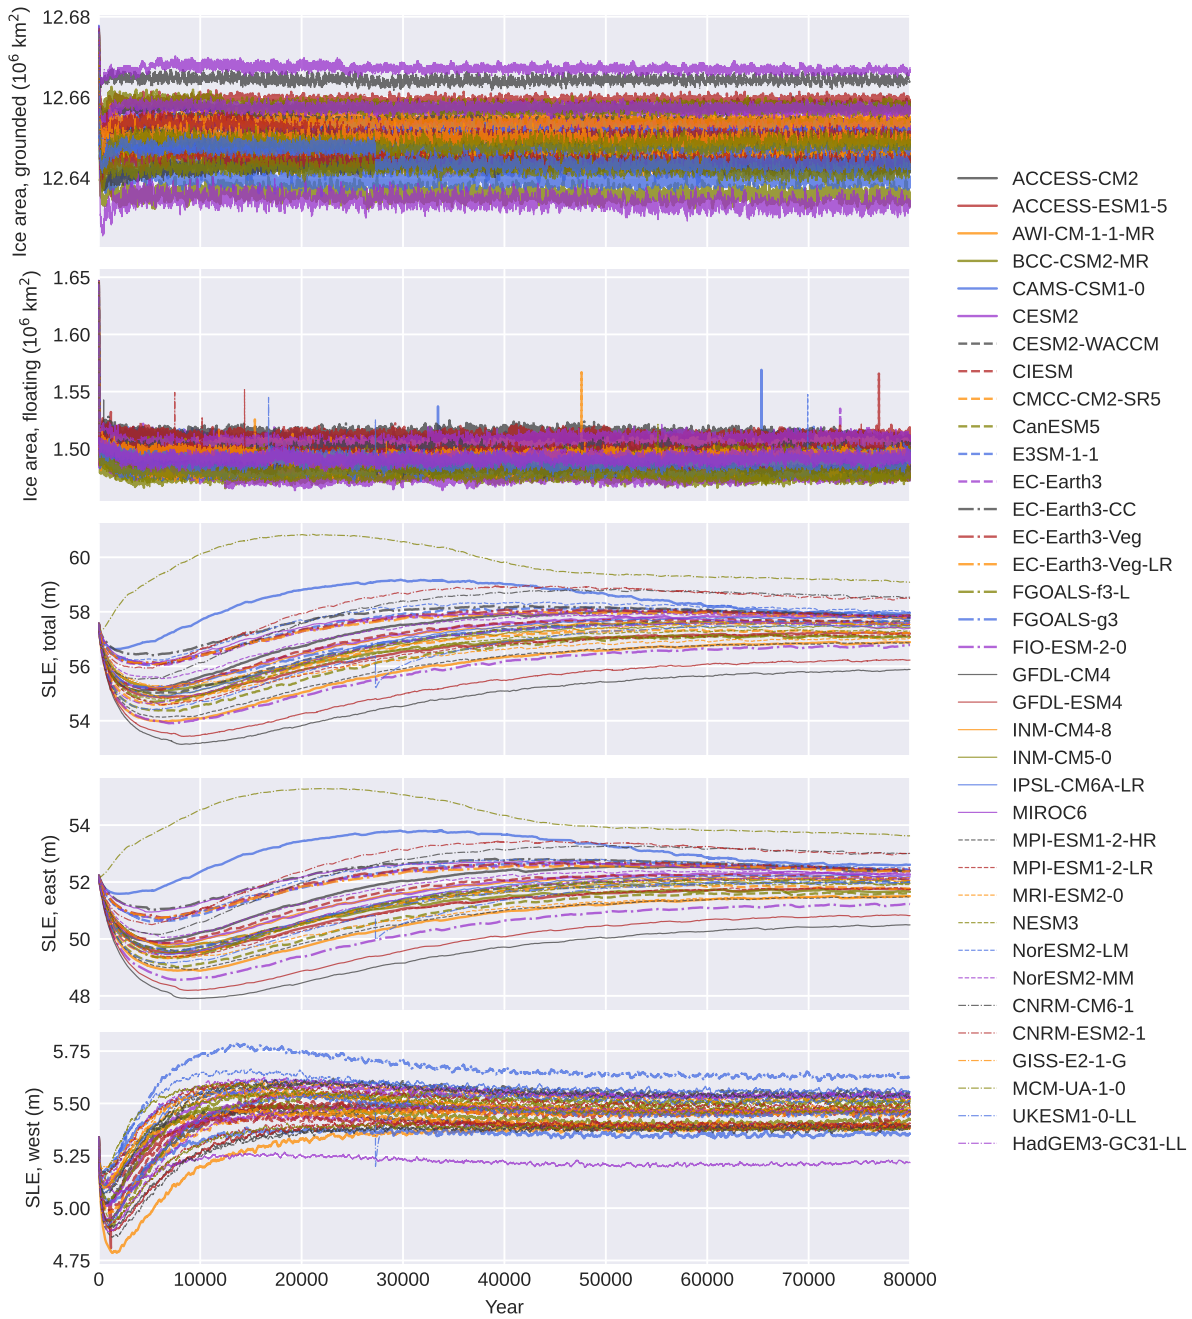 Ice area, grounded (10⁶ km²)
12.68
12.66
12.64
Ice area, floating (10⁶ km²)
1.65
1.60
1.55
1.50
SLE, total (m)
60
58
56
54
SLE, east (m)
54
52
50
48
SLE, west (m)
5.75
5.50
5.25
5.00
4.75
0 10000 20000 30000 40000 50000 60000 70000 80000
Year
ACCESS-CM2
ACCESS-ESM1-5
AWI-CM-1-1-MR
BCC-CSM2-MR
CAMS-CSM1-0
CESM2
CESM2-WACCM
CIESM
CMCC-CM2-SR5
CanESM5
E3SM-1-1
EC-Earth3
EC-Earth3-CC
EC-Earth3-Veg
EC-Earth3-Veg-LR
FGOALS-f3-L
FGOALS-g3
FIO-ESM-2-0
GFDL-CM4
GFDL-ESM4
INM-CM4-8
INM-CM5-0
IPSL-CM6A-LR
MIROC6
MPI-ESM1-2-HR
MPI-ESM1-2-LR
MRI-ESM2-0
NESM3
NorESM2-LM
NorESM2-MM
CNRM-CM6-1
CNRM-ESM2-1
GISS-E2-1-G
MCM-UA-1-0
UKESM1-0-LL
HadGEM3-GC31-LL